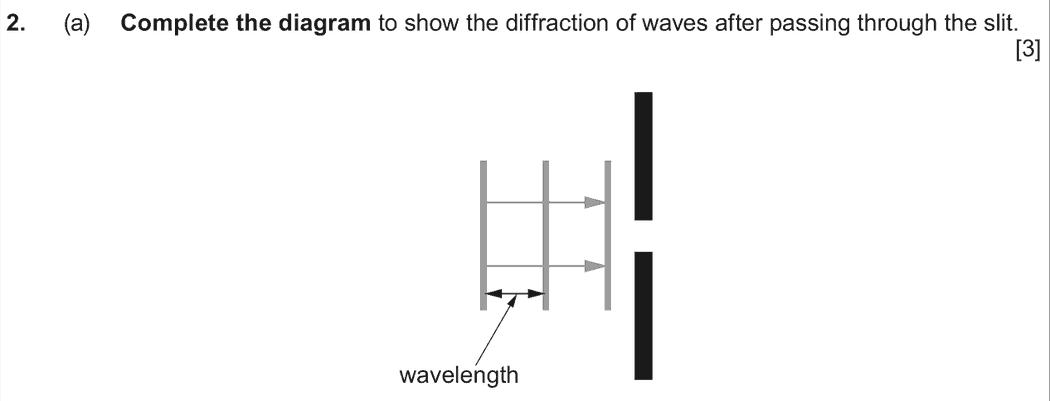 2. (a) Complete the diagram to show the diffraction of waves after passing through the slit.
[3]
wavelength